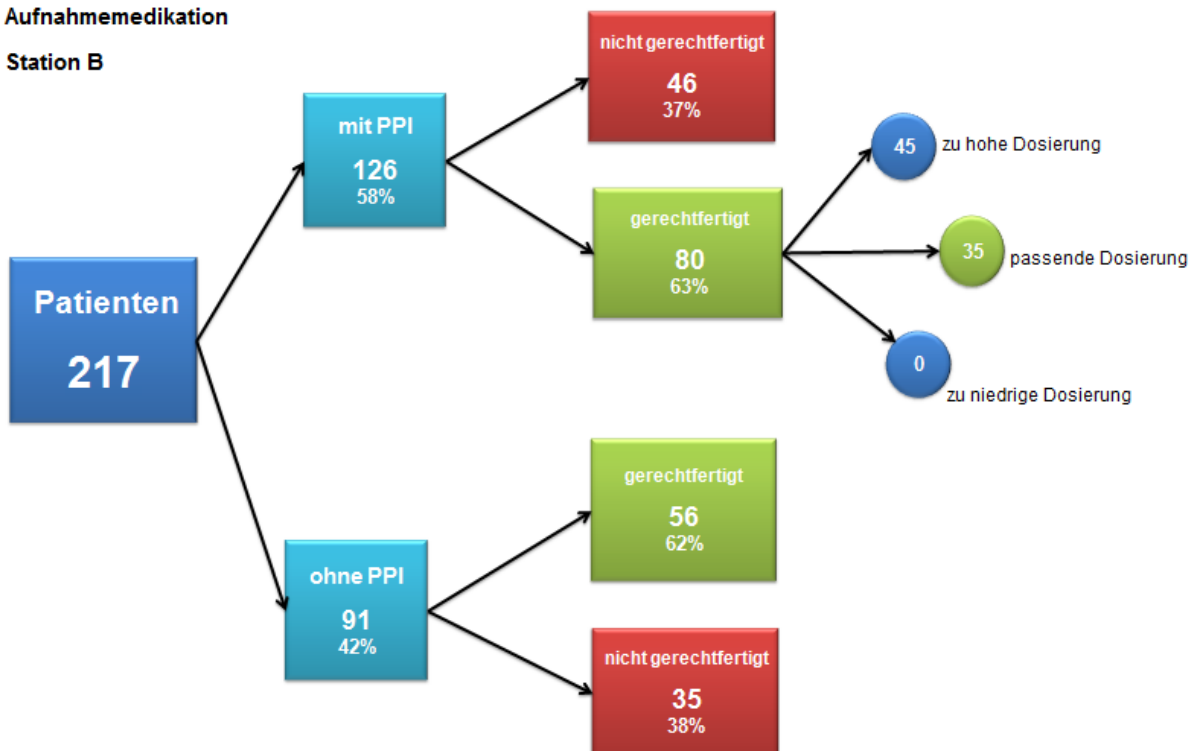 Aufnahmemedikation
Station B
Patienten
217
mit PPI
126
58%
nicht gerechtfertigt
46
37%
gerechtfertigt
80
63%
45
zu hohe Dosierung
35
passende Dosierung
0
zu niedrige Dosierung
ohne PPI
91
42%
gerechtfertigt
56
62%
nicht gerechtfertigt
35
38%